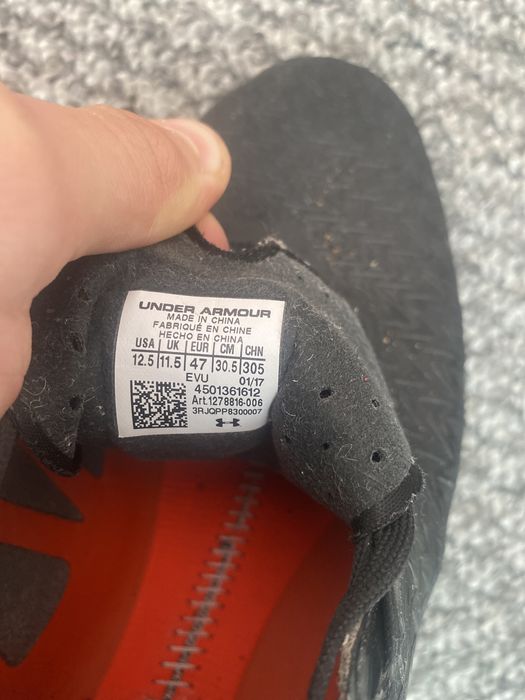 UNDER ARMOUR
MADE IN CHINA
FABRIQUÉ EN CHINE
HECHO EN CHINA
USA UK EUR CM CHN
12.5 11.5 47 30.5 305
EVU 01/17
4501361612
Art.1278816-006
3RJQPP8300007